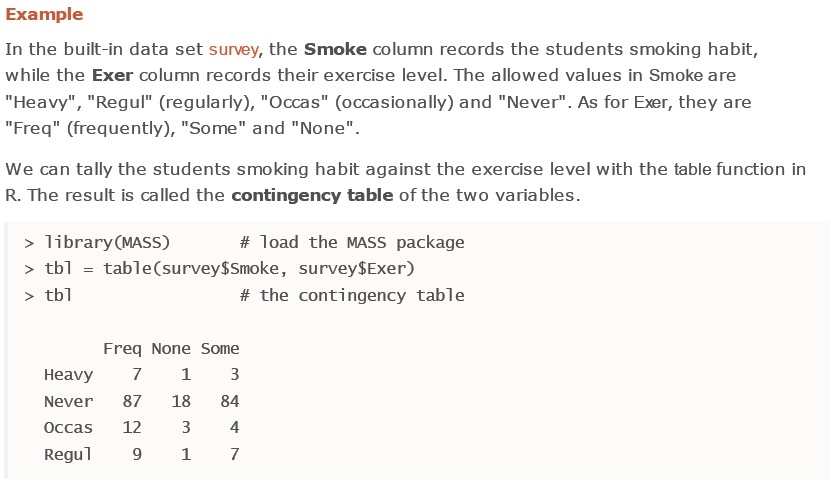 Example
In the built-in data set survey, the Smoke column records the students smoking habit,
while the Exer column records their exercise level. The allowed values in Smoke are
"Heavy", "Regul" (regularly), "Occas" (occasionally) and "Never". As for Exer, they are
"Freq" (frequently), "Some" and "None".
We can tally the students smoking habit against the exercise level with the table function in
R. The result is called the contingency table of the two variables.
> library(MASS)       # load the MASS package
> tbl = table(survey$Smoke, survey$Exer)
> tbl                 # the contingency table
      Freq None Some
Heavy    7    1    3
Never   87   18   84
Occas   12    3    4
Regul    9    1    7